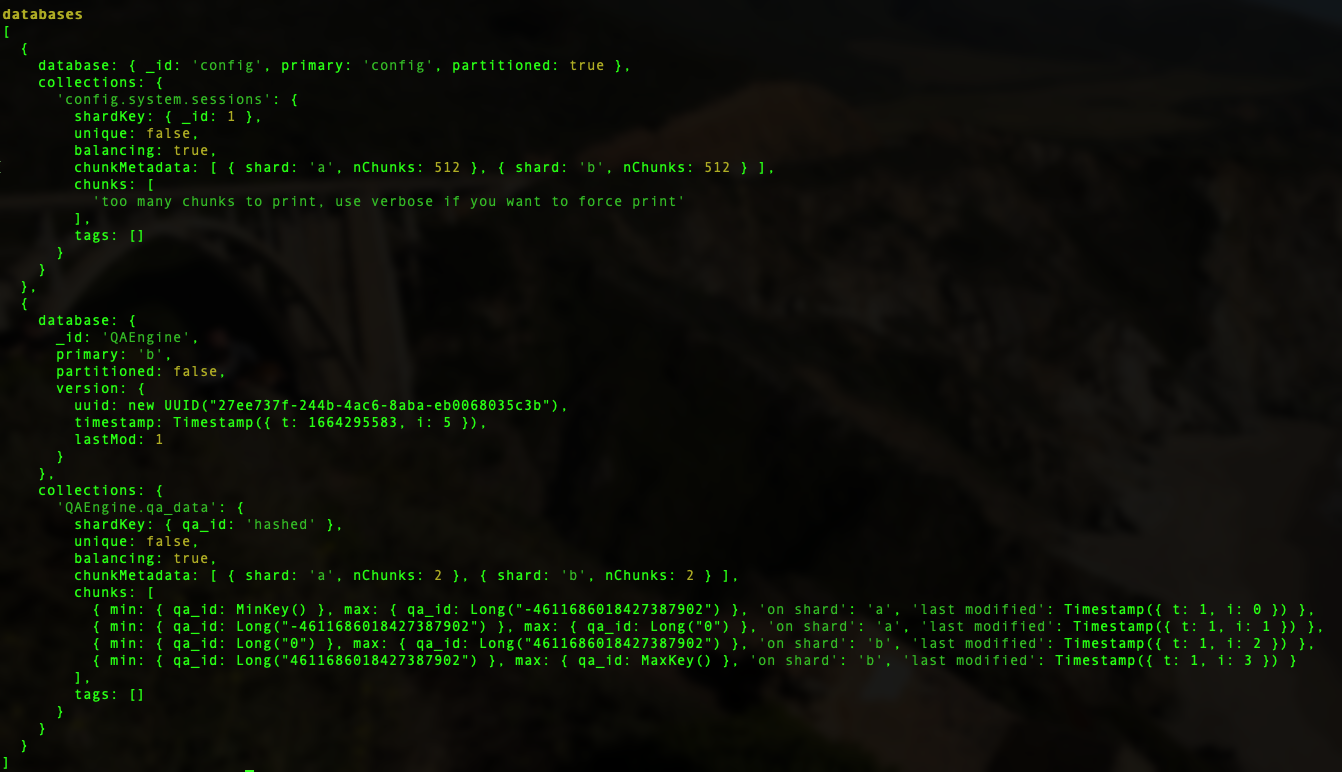 databases
[
  {
    database: { _id: 'config', primary: 'config', partitioned: true },
    collections: {
      'config.system.sessions': {
        shardKey: { _id: 1 },
        unique: false,
        balancing: true,
        chunkMetadata: [ { shard: 'a', nChunks: 512 }, { shard: 'b', nChunks: 512 } ],
        chunks: [
          'too many chunks to print, use verbose if you want to force print'
        ],
        tags: []
      }
    }
  },
  {
    database: {
      _id: 'QAEngine',
      primary: 'b',
      partitioned: false,
      version: {
        uuid: new UUID("27ee737f-244b-4ac6-8aba-eb0068035c3b"),
        timestamp: Timestamp({ t: 1664295583, i: 5 }),
        lastMod: 1
      }
    },
    collections: {
      'QAEngine.qa_data': {
        shardKey: { qa_id: 'hashed' },
        unique: false,
        balancing: true,
        chunkMetadata: [ { shard: 'a', nChunks: 2 }, { shard: 'b', nChunks: 2 } ],
        chunks: [
          { min: { qa_id: MinKey() }, max: { qa_id: Long("-4611686018427387902") }, 'on shard': 'a', 'last modified': Timestamp({ t: 1, i: 0 }) },
          { min: { qa_id: Long("-4611686018427387902") }, max: { qa_id: Long("0") }, 'on shard': 'a', 'last modified': Timestamp({ t: 1, i: 1 }) },
          { min: { qa_id: Long("0") }, max: { qa_id: Long("4611686018427387902") }, 'on shard': 'b', 'last modified': Timestamp({ t: 1, i: 2 }) },
          { min: { qa_id: Long("4611686018427387902") }, max: { qa_id: MaxKey() }, 'on shard': 'b', 'last modified': Timestamp({ t: 1, i: 3 }) }
        ],
        tags: []
      }
    }
  }
]